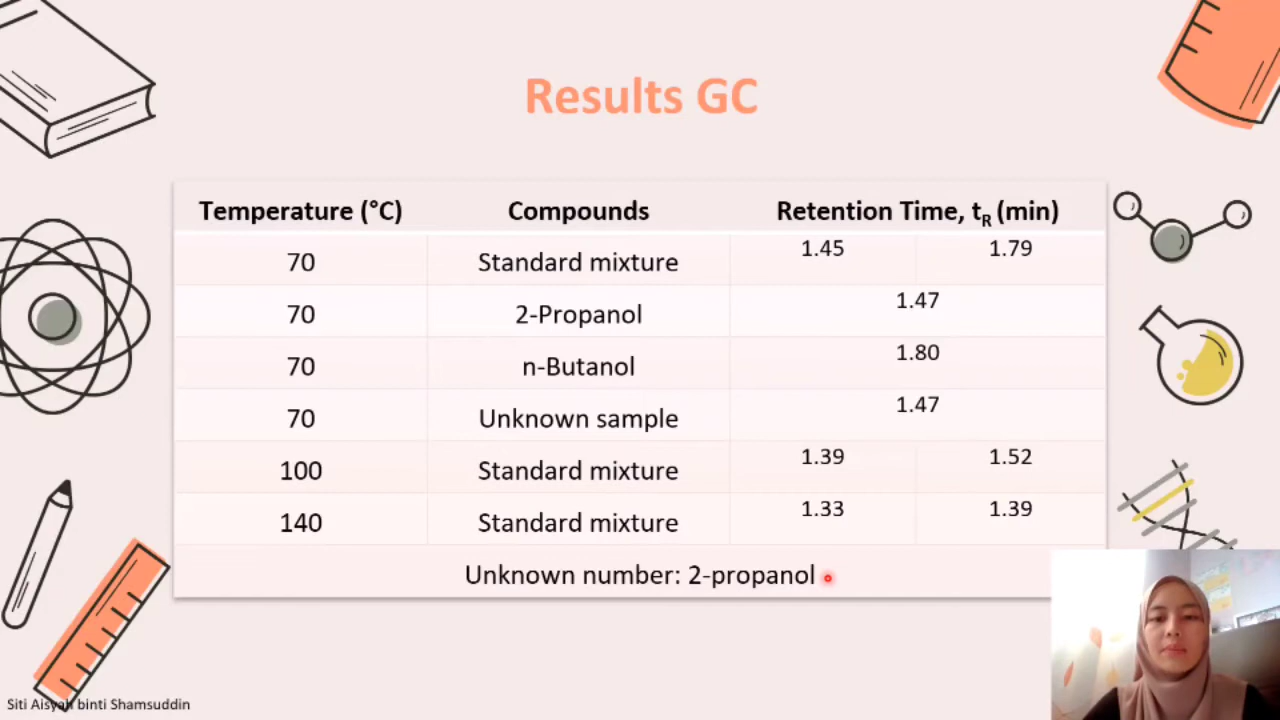 Results GC
Temperature (°C) Compounds Retention Time, tR (min)
70 Standard mixture 1.45 1.79
70 2-Propanol 1.47
70 n-Butanol 1.80
70 Unknown sample 1.47
100 Standard mixture 1.39 1.52
140 Standard mixture 1.33 1.39
Unknown number: 2-propanol
Siti Aisyah binti Shamsuddin